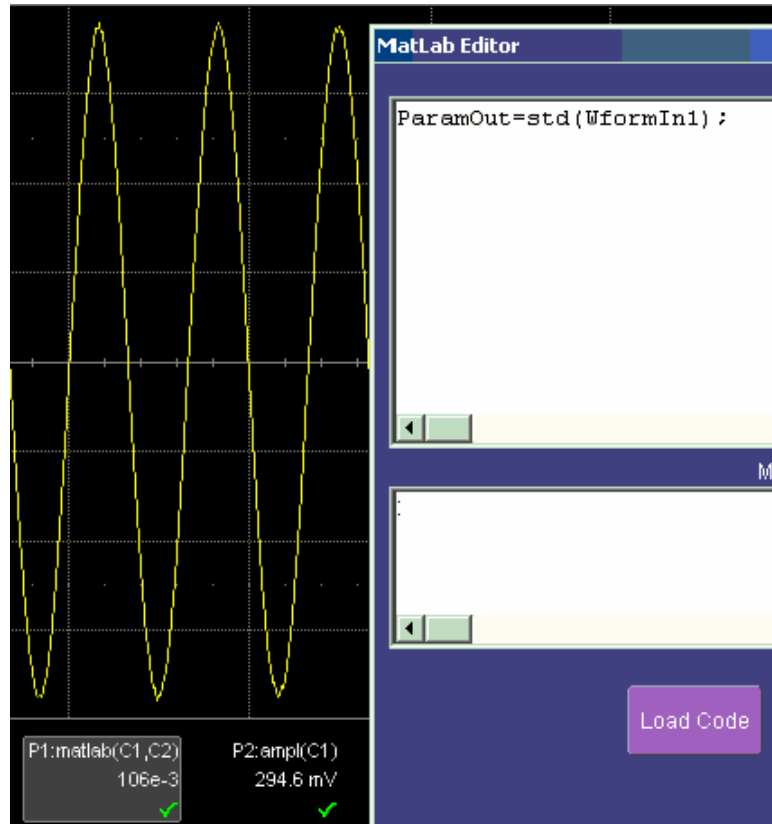 MatLab Editor
ParamOut=std(WformIn1);
M
Load Code
P1:matlab(C1,C2)
106e-3
P2:ampl(C1)
294.6 mV